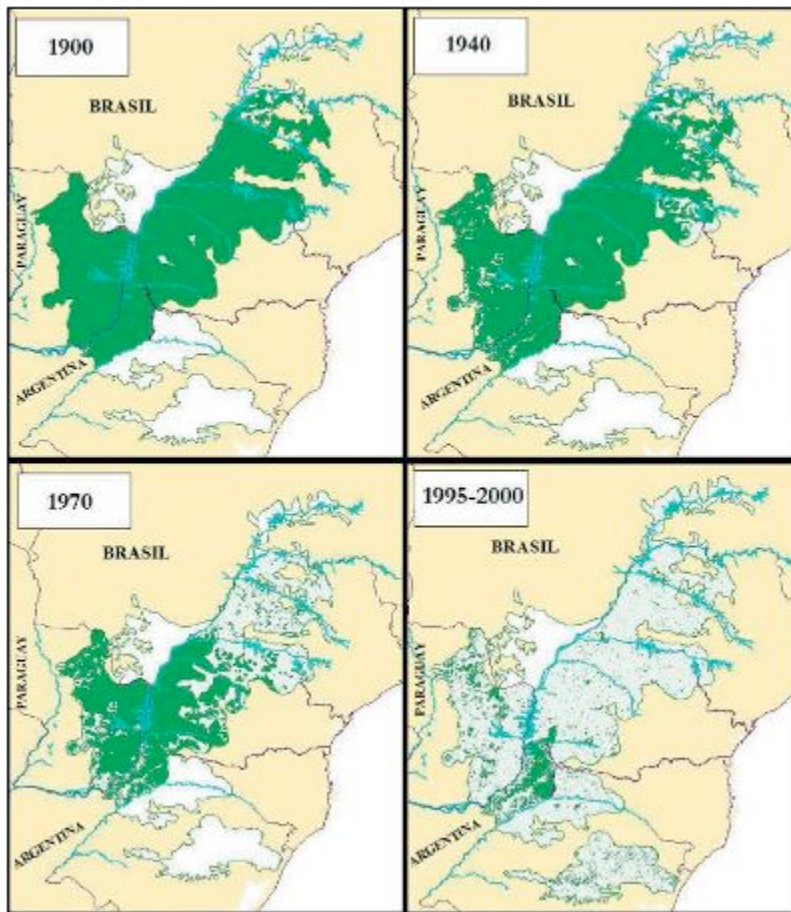 1900
BRASIL
PARAGUAY
ARGENTINA
1940
BRASIL
PARAGUAY
ARGENTINA
1970
BRASIL
PARAGUAY
ARGENTINA
1995-2000
BRASIL
PARAGUAY
ARGENTINA